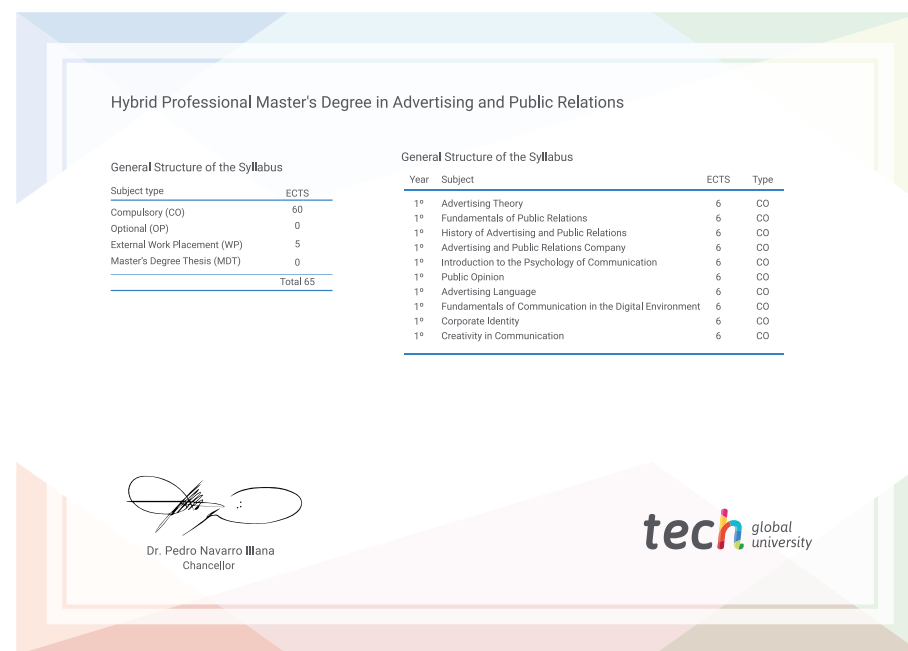 Hybrid Professional Master's Degree in Advertising and Public Relations
General Structure of the Syllabus
Subject type ECTS
Compulsory (CO) 60
Optional (OP) 0
External Work Placement (WP) 5
Master's Degree Thesis (MDT) 0
Total 65
General Structure of the Syllabus
Year Subject ECTS Type
1º Advertising Theory 6 CO
1º Fundamentals of Public Relations 6 CO
1º History of Advertising and Public Relations 6 CO
1º Advertising and Public Relations Company 6 CO
1º Introduction to the Psychology of Communication 6 CO
1º Public Opinion 6 CO
1º Advertising Language 6 CO
1º Fundamentals of Communication in the Digital Environment 6 CO
1º Corporate Identity 6 CO
1º Creativity in Communication 6 CO
Dr. Pedro Navarro Illana
Chancellor
tech global
university